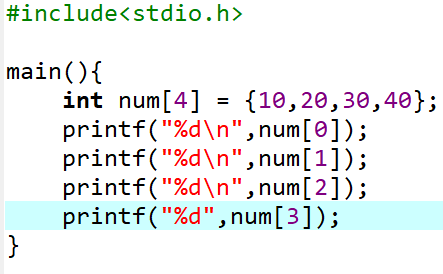 #include<stdio.h>
main(){
    int num[4] = {10,20,30,40};
    printf("%d\n",num[0]);
    printf("%d\n",num[1]);
    printf("%d\n",num[2]);
    printf("%d",num[3]);
}